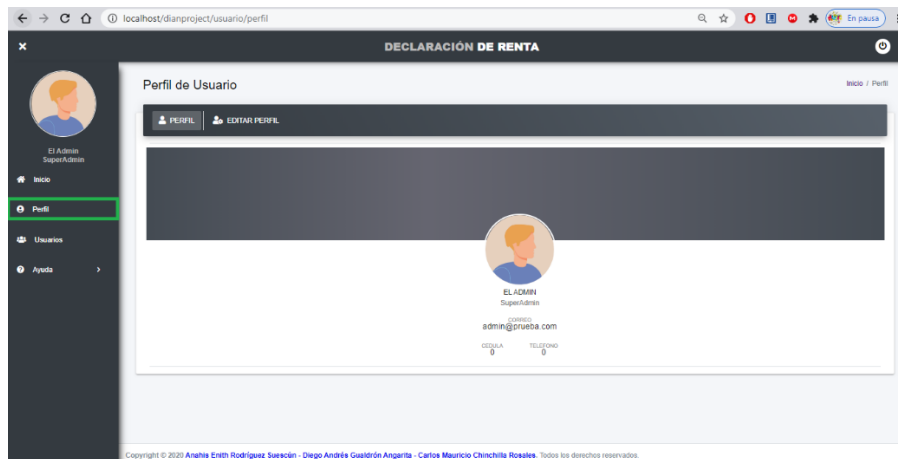 localhost/dianproject/usuario/perfil
En pausa
DECLARACIÓN DE RENTA
El Admin
SuperAdmin
Inicio
Perfil
Usuarios
Ayuda
Perfil de Usuario
Inicio / Perfil
PERFIL
EDITAR PERFIL
EL ADMIN
SuperAdmin
CORREO
admin@prueba.com
CEDULA TELEFONO
0 0
Copyright © 2020 Anahis Enith Rodríguez Suescún - Diego Andrés Gualdrón Angarita - Carlos Mauricio Chinchilla Rosales. Todos los derechos reservados.